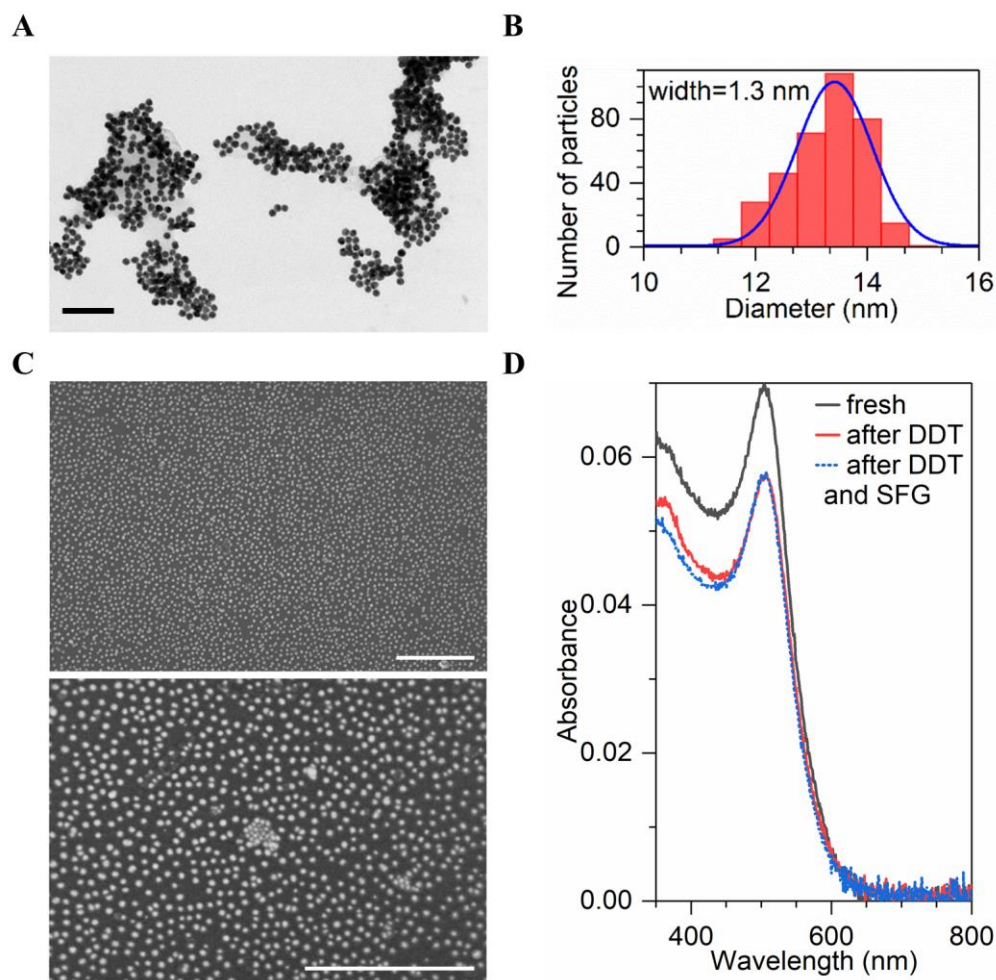 A
B
width=1.3 nm
Number of particles
80
40
0
10
12
14
16
Diameter (nm)
C
D
fresh
after DDT
after DDT
and SFG
Absorbance
0.06
0.04
0.02
0.00
400
600
800
Wavelength (nm)